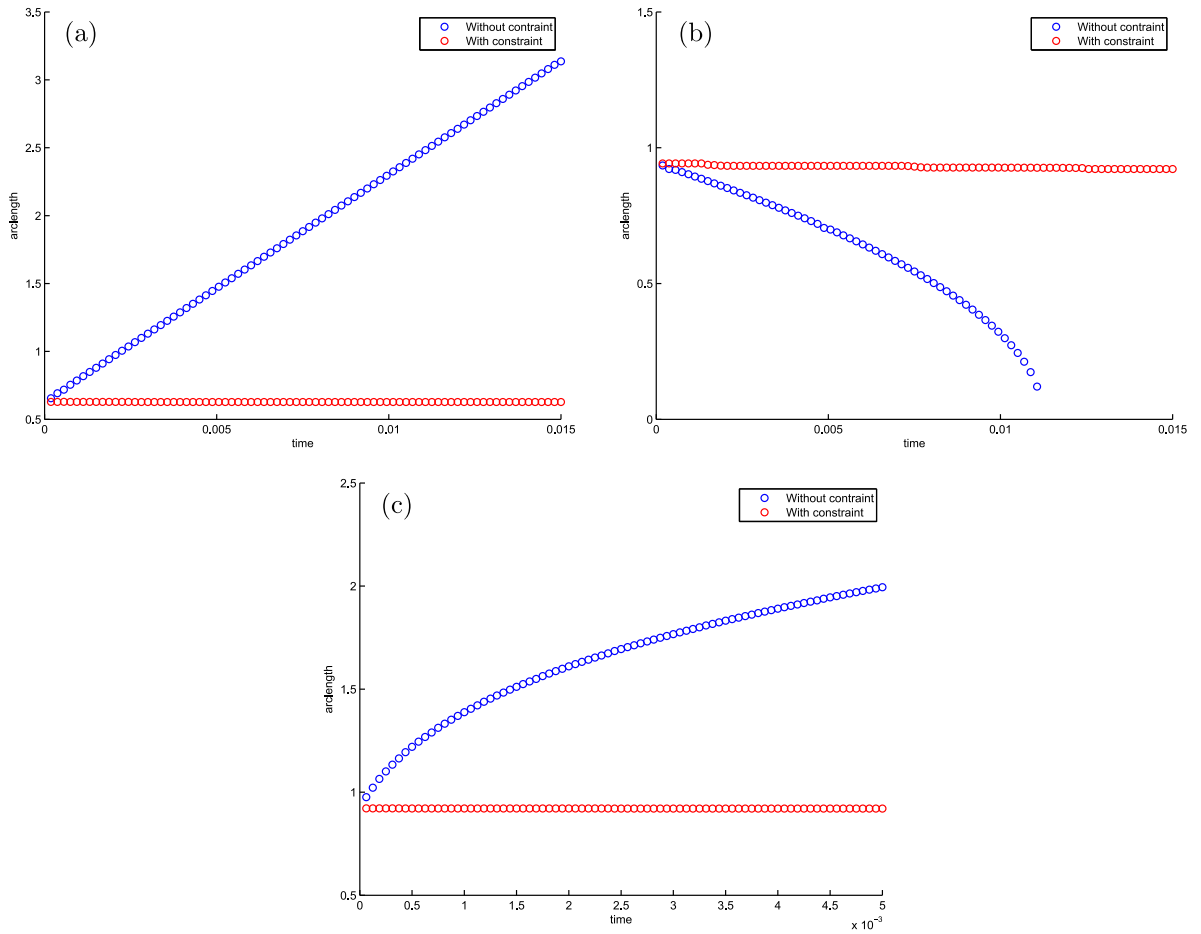 (a)
Without contraint
With constraint
3.5
3
2.5
2
1.5
1
0.5
arclength
0
0.005
0.01
0.015
time
(b)
Without contraint
With constraint
1.5
1
0.5
0
arclength
0
0.005
0.01
0.015
time
(c)
Without contraint
With constraint
2.5
2
1.5
1
0.5
arclength
0
0.5
1
1.5
2
2.5
3
3.5
4
4.5
5
time
x 10⁻³